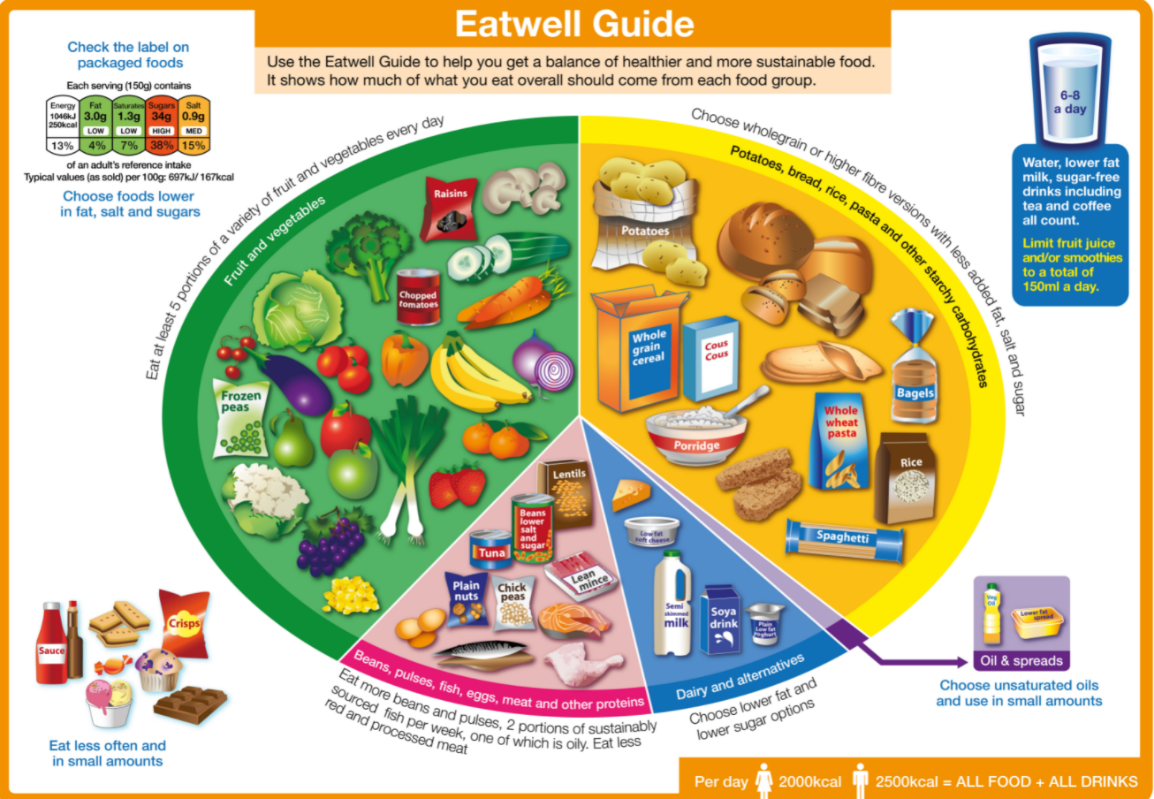 Eatwell Guide
Use the Eatwell Guide to help you get a balance of healthier and more sustainable food.
It shows how much of what you eat overall should come from each food group.
Check the label on
packaged foods
Each serving (150g) contains
Energy
1046kJ
250kcal
13%
Fat
3.0g
LOW
4%
Saturates
1.3g
LOW
7%
Sugars
34g
HIGH
38%
Salt
0.9g
MED
15%
of an adult's reference intake
Typical values (as sold) per 100g: 697kJ/ 167kcal
Choose foods lower
in fat, salt and sugars
6-8
a day
Water, lower fat
milk, sugar-free
drinks including
tea and coffee
all count.
Limit fruit juice
and/or smoothies
to a total of
150ml a day.
Eat at least 5 portions of a variety of fruit and vegetables every day
Fruit and vegetables
Raisins
Chopped
tomatoes
Frozen
peas
Choose wholegrain or higher fibre versions with less added fat, salt and sugar
Potatoes, bread, rice, pasta and other starchy carbohydrates
Potatoes
Whole
grain
cereal
Cous
Cous
Bagels
Porridge
Whole
wheat
pasta
Rice
Spaghetti
Lentils
Beans
lower
salt
and
sugar
Tuna
Plain
nuts
Chick
peas
Lean
mince
Beans, pulses, fish, eggs, meat and other proteins
Eat more beans and pulses, 2 portions of sustainably
sourced fish per week, one of which is oily. Eat less
red and processed meat
Low fat
soft cheese
Semi
skimmed
milk
Soya
drink
Plain
Low fat
yoghurt
Dairy and alternatives
Choose lower fat and
lower sugar options
Veg
Oil
Lower fat
spread
Oil & spreads
Choose unsaturated oils
and use in small amounts
Sauce
Crisps
Eat less often and
in small amounts
Per day 2000kcal 2500kcal = ALL FOOD + ALL DRINKS